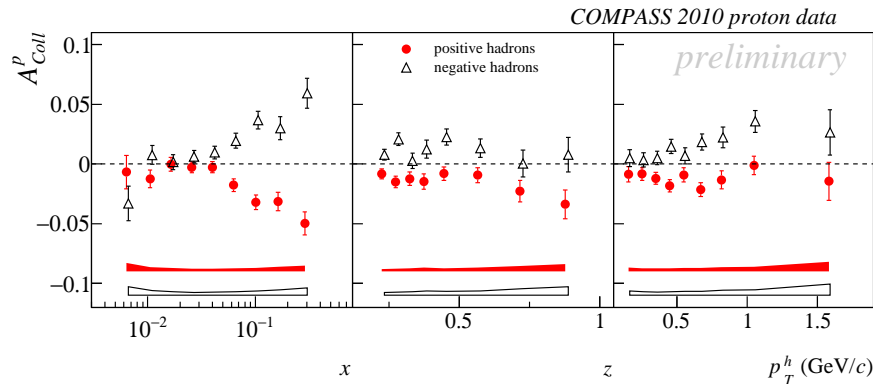 COMPASS 2010 proton data
A^p_Coll
0.1
0.05
0
−0.05
−0.1
positive hadrons
negative hadrons
preliminary
10^−2
10^−1
0.5
1
0.5
1
1.5
x
z
p_T^h (GeV/c)